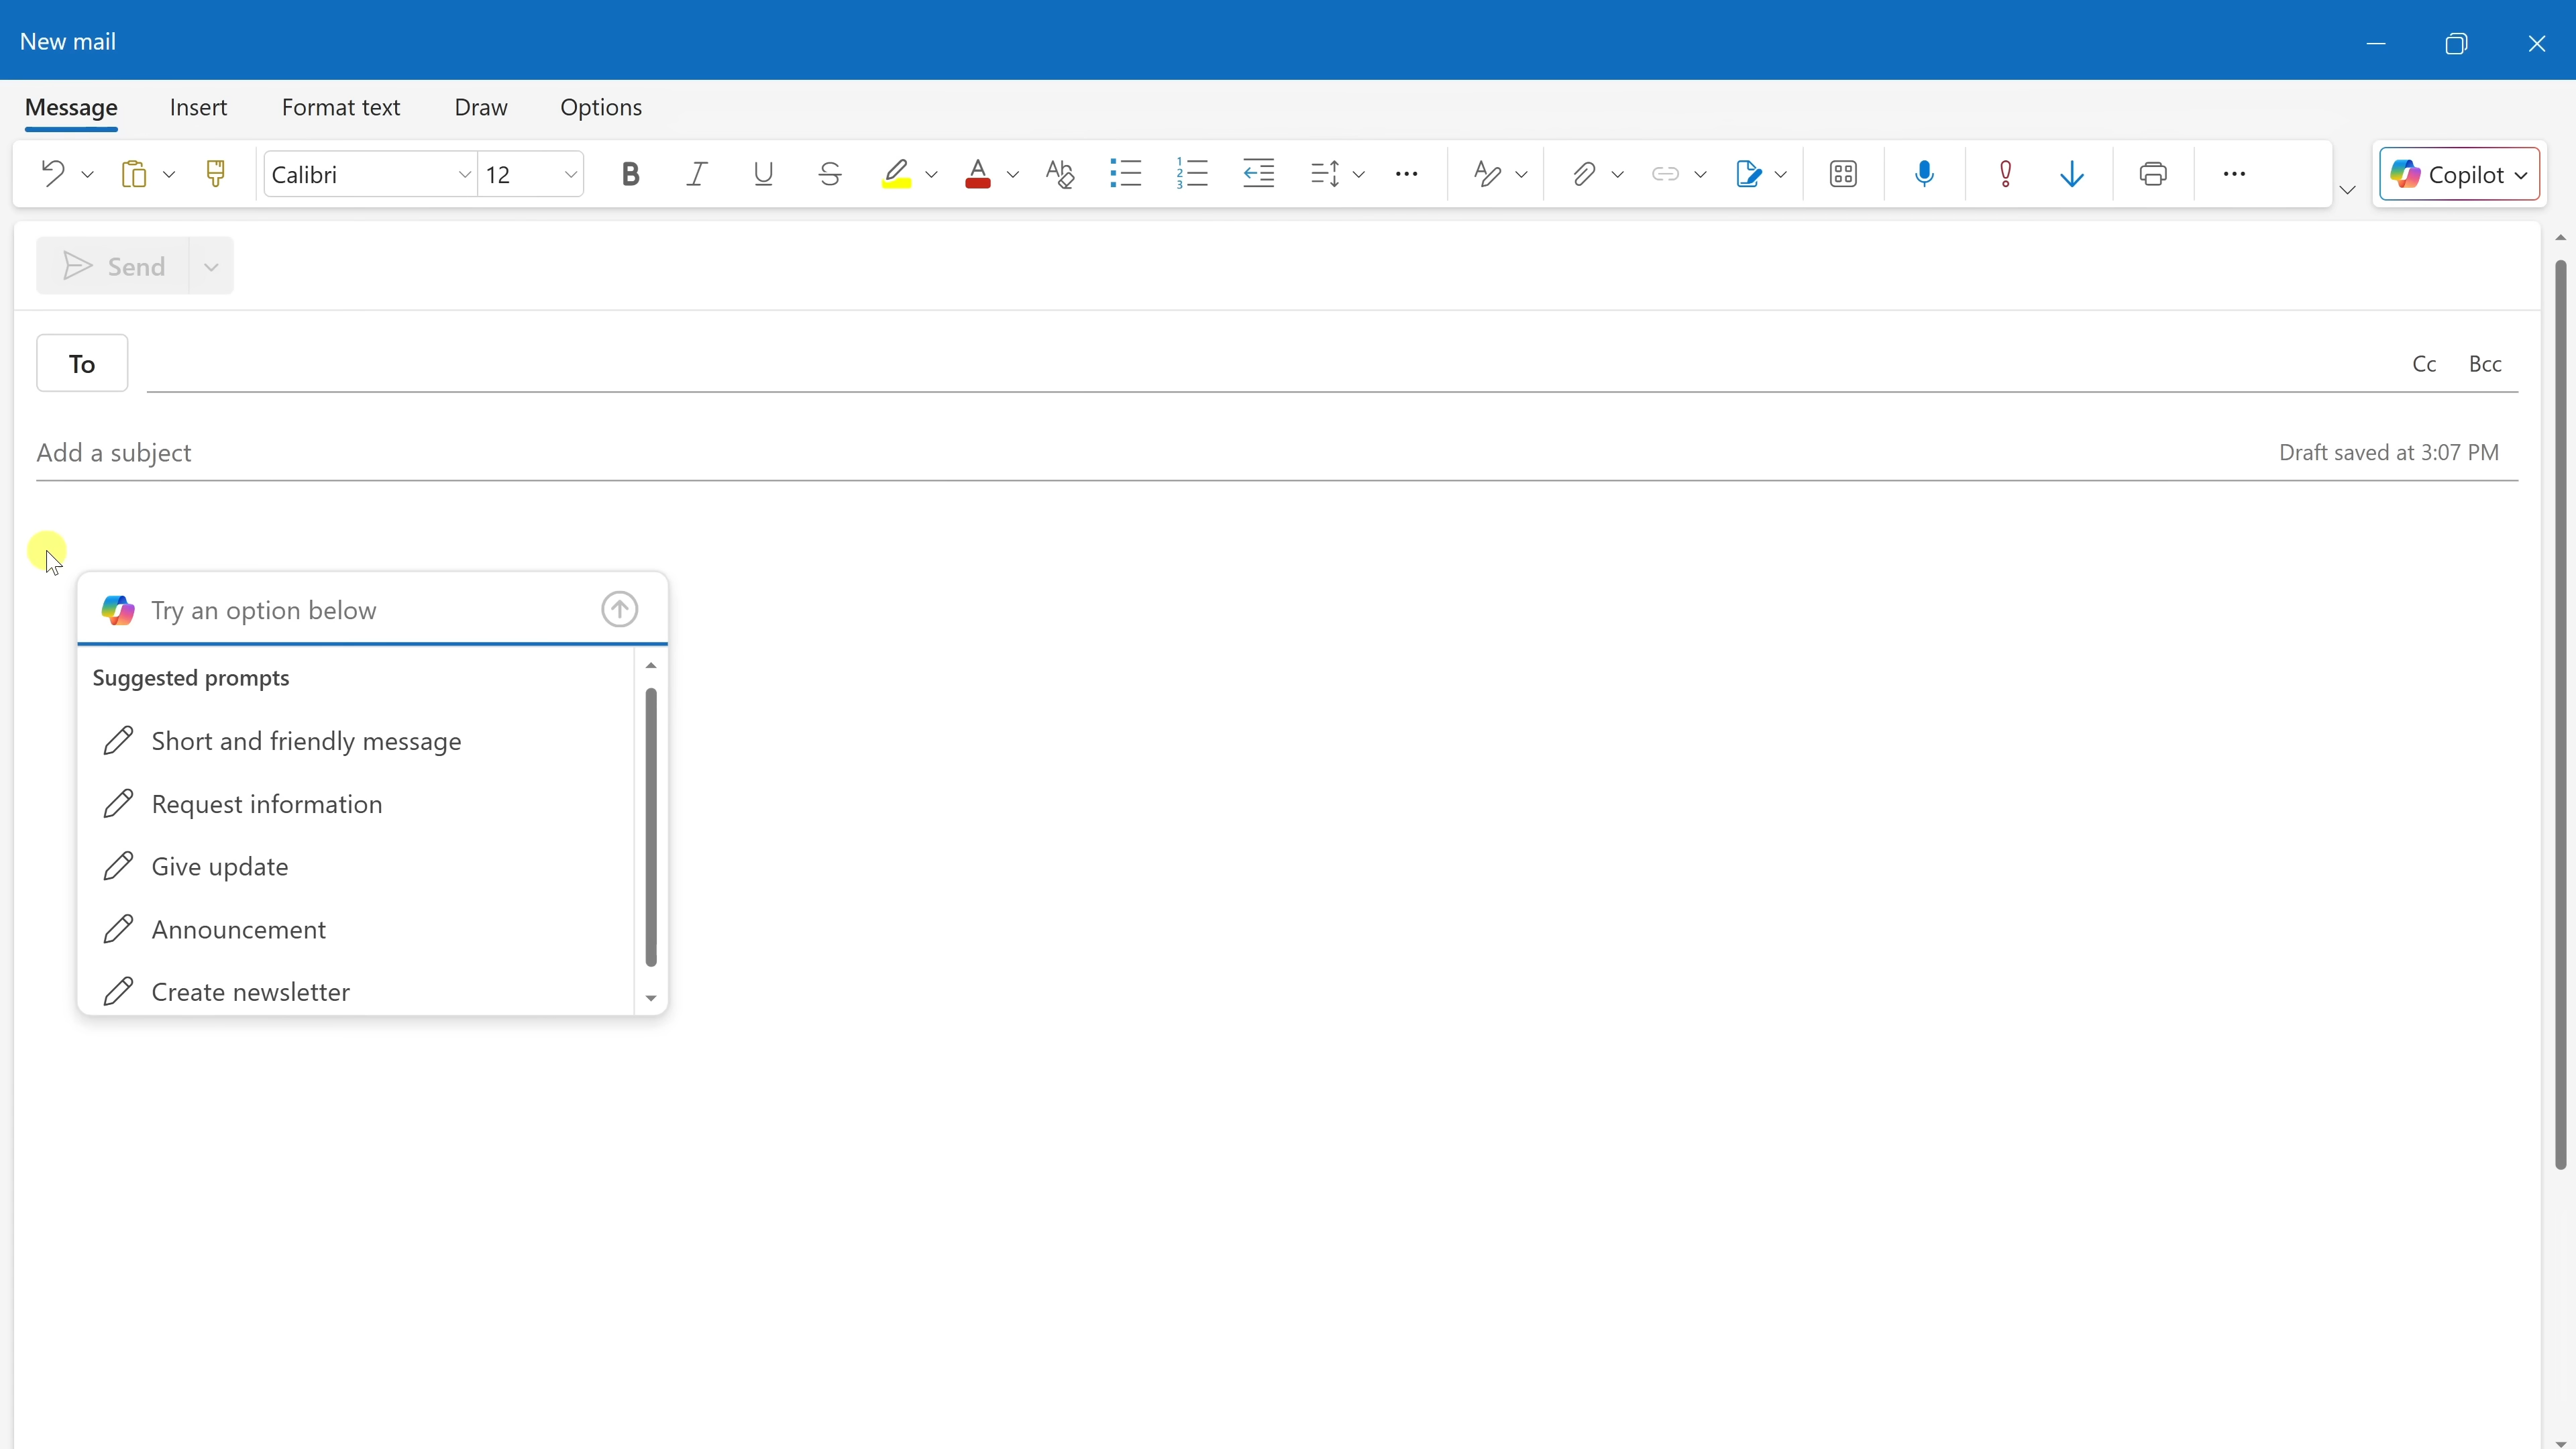 New mail
Message Insert Format text Draw Options
Calibri 12 Copilot
Send
To Cc Bcc
Add a subject Draft saved at 3:07 PM
Try an option below
Suggested prompts
Short and friendly message
Request information
Give update
Announcement
Create newsletter